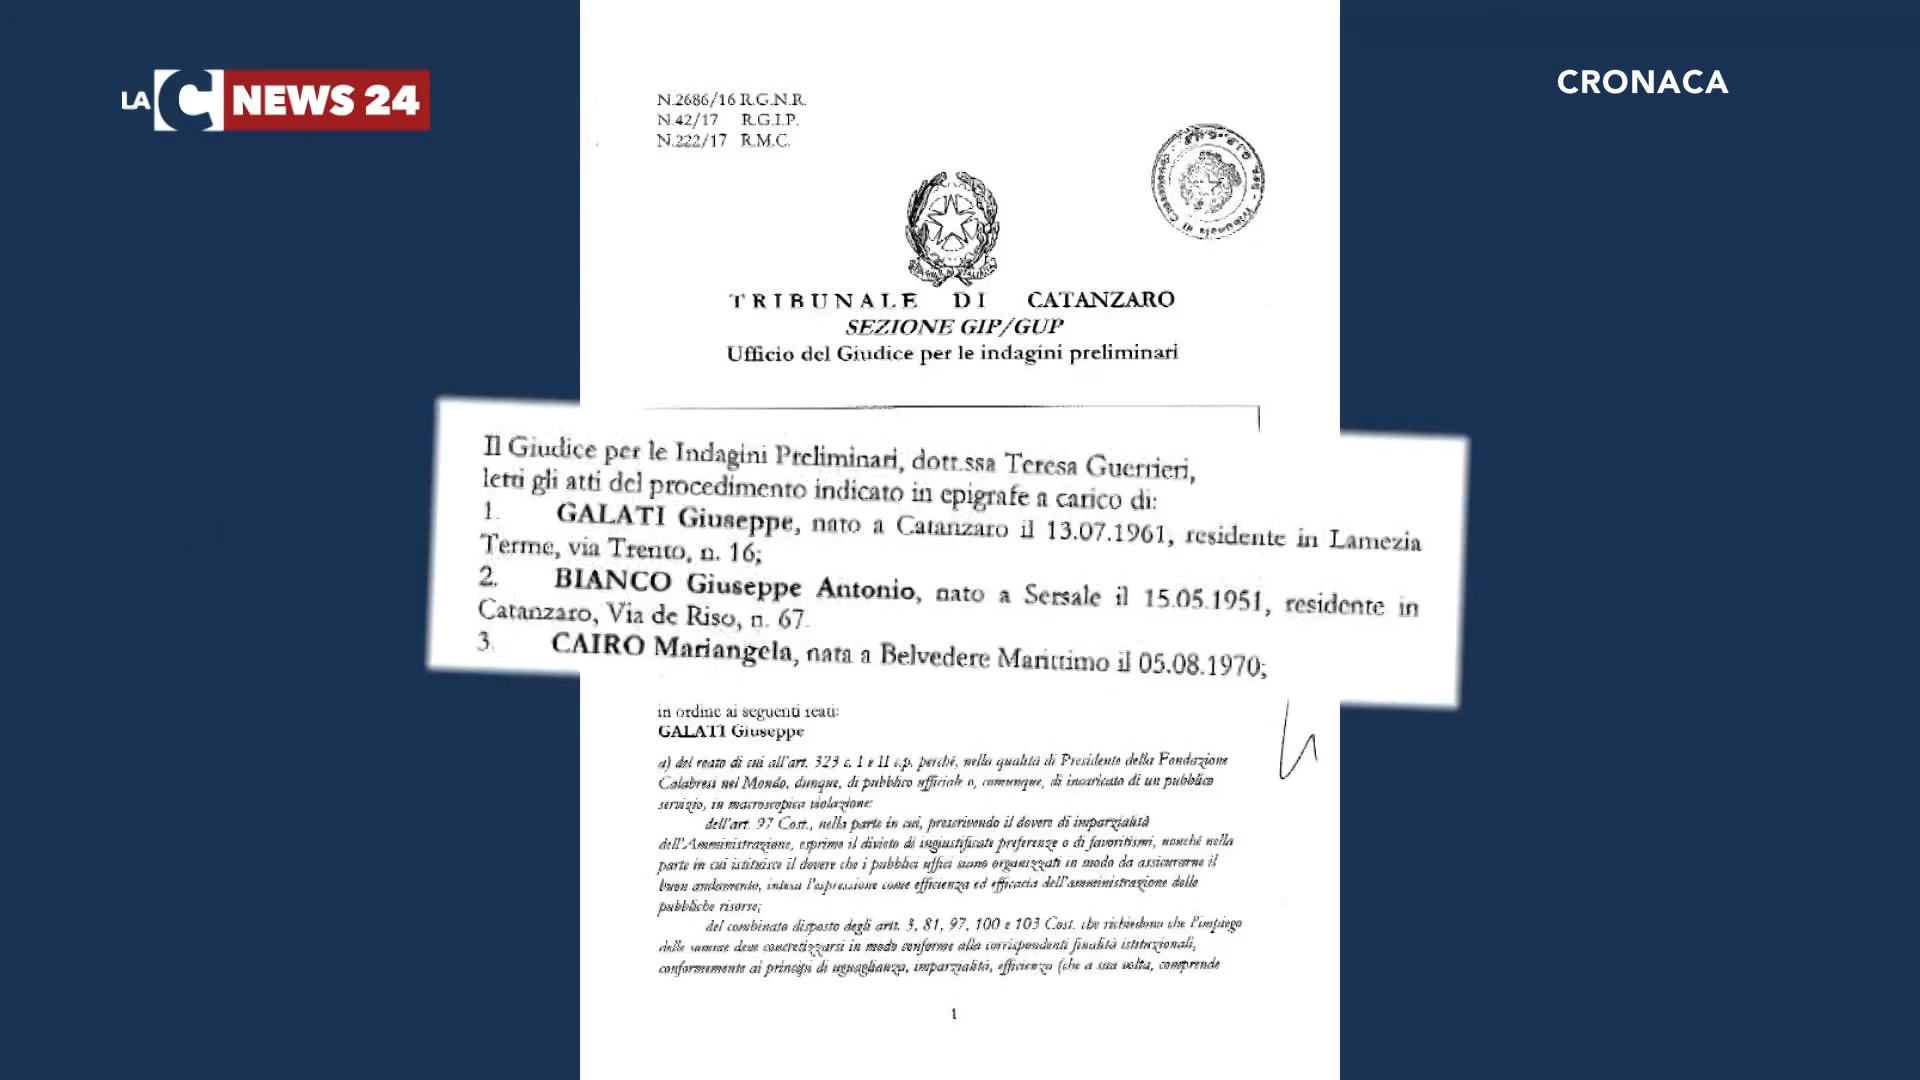 LA C NEWS 24
CRONACA
N.2686/16 R.G.N.R.
N.42/17 R.G.I.P.
N.222/17 R.M.C.
TRIBUNALE DI CATANZARO
SEZIONE GIP/GUP
Ufficio del Giudice per le indagini preliminari
Il Giudice per le Indagini Preliminari, dott.ssa Teresa Guerrieri,
letti gli atti del procedimento indicato in epigrafe a carico di:
1. GALATI Giuseppe, nato a Catanzaro il 13.07.1961, residente in Lamezia
Terme, via Trento, n. 16;
2. BIANCO Giuseppe Antonio, nato a Sersale il 15.05.1951, residente in
Catanzaro, Via de Riso, n. 67.
3. CAIRO Mariangela, nata a Belvedere Marittimo il 05.08.1970;
in ordine ai seguenti reati:
GALATI Giuseppe
a) del reato di cui all'art. 323 c. I e II c.p. perché, nella qualità di Presidente della Fondazione
Calabresi nel Mondo, dunque, di pubblico ufficiale o, comunque, di incaricato di un pubblico
servizio, in macroscopica violazione:
dell'art. 97 Cost., nella parte in cui, prescrivendo il dovere di imparzialità
dell'Amministrazione, esprime il divieto di ingiustificate preferenze o di favoritismi, nonché nella
parte in cui istituisce il dovere che i pubblici uffici siano organizzati in modo da assicurarne il
buon andamento, intesa l'espressione come efficienza ed efficacia dell'amministrazione delle
pubbliche risorse;
del combinato disposto degli artt. 3, 81, 97, 100 e 103 Cost. che richiedono che l'impiego
delle somme deve concretizzarsi in modo conforme alla corrispondenti finalità istituzionali,
conformemente ai principi di uguaglianza, imparzialità, efficienza (che a sua volta, comprende
1